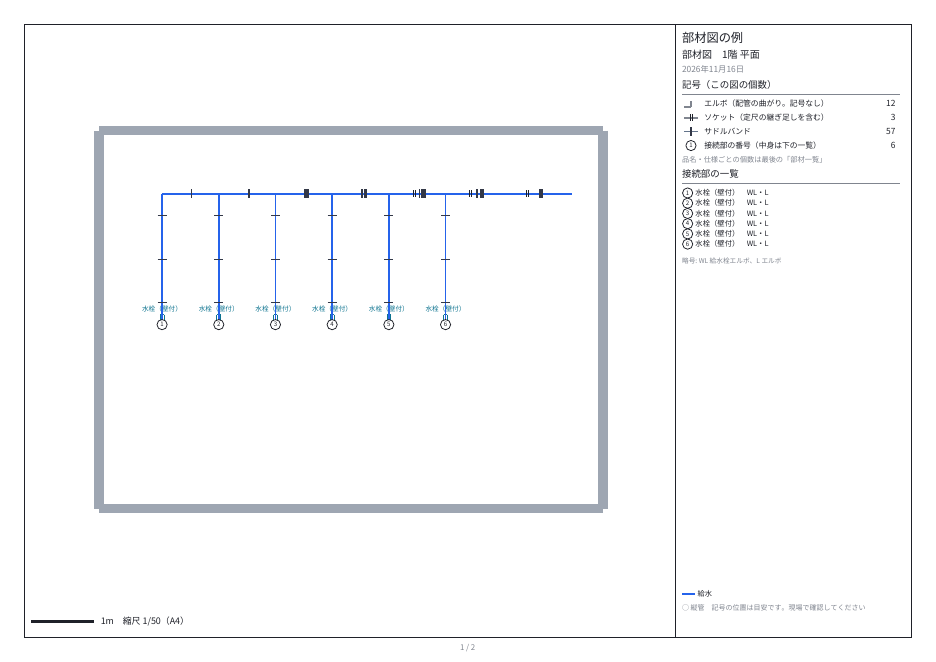 部材図の例
部材図　1階 平面
2026年11月16日
記号（この図の個数）
エルボ（配管の曲がり。記号なし） 12
ソケット（定尺の継ぎ足しを含む） 3
サドルバンド 57
1 接続部の番号（中身は下の一覧） 6
品名・仕様ごとの個数は最後の「部材一覧」
接続部の一覧
1 水栓（壁付） WL・L
2 水栓（壁付） WL・L
3 水栓（壁付） WL・L
4 水栓（壁付） WL・L
5 水栓（壁付） WL・L
6 水栓（壁付） WL・L
略号: WL 給水栓エルボ、L エルボ
水栓（壁付） 水栓（壁付） 水栓（壁付） 水栓（壁付） 水栓（壁付） 水栓（壁付）
1 2 3 4 5 6
給水
縦管　記号の位置は目安です。現場で確認してください
1m　縮尺 1/50（A4）
1 / 2